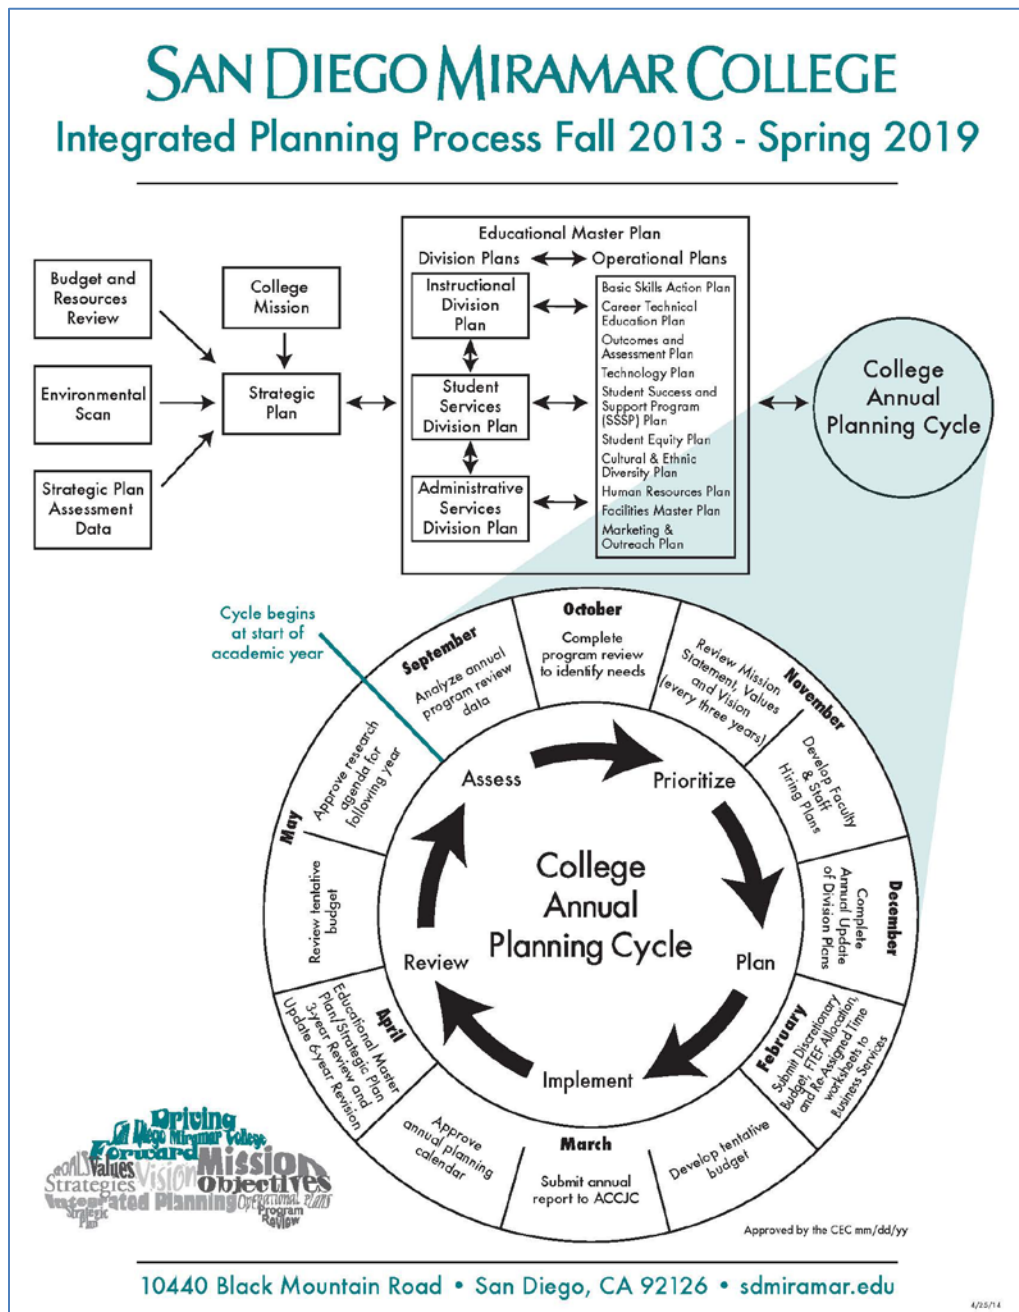 SAN DIEGO MIRAMAR COLLEGE
Integrated Planning Process Fall 2013 - Spring 2019
Budget and
Resources
Review
Environmental
Scan
Strategic Plan
Assessment
Data
College
Mission
Strategic
Plan
Educational Master Plan
Division Plans
Operational Plans
Instructional
Division
Plan
Student
Services
Division Plan
Administrative
Services
Division Plan
Basic Skills Action Plan
Career Technical
Education Plan
Outcomes and
Assessment Plan
Technology Plan
Student Success and
Support Program
(SSSP) Plan
Student Equity Plan
Cultural & Ethnic
Diversity Plan
Human Resources Plan
Facilities Master Plan
Marketing &
Outreach Plan
College
Annual
Planning Cycle
Cycle begins
at start of
academic year
September
Analyze annual
program review
data
October
Complete
program review
to identify needs
November
Review Mission
Statement, Values
and Vision
(every three years)
Develop Faculty
& Staff
Hiring Plans
December
Complete
Annual Update
of Division Plans
February
Submit Discretionary
Budget, FTEF Allocation,
and Re-Assigned Time
worksheets to
Business Services
Develop tentative
budget
March
Submit annual
report to ACCJC
Approve
annual planning
calendar
April
Educational Master
Plan/Strategic Plan
3-year Review and
Update 6-year Revision
May
Review tentative
budget
Approve research
agenda for
following year
Assess
Prioritize
Plan
Implement
Review
College
Annual
Planning Cycle
Driving
San Diego Miramar College
Forward
GOALS Values Vision Mission
Strategies Objectives
Integrated Planning Operational Plans
Strategic
Plan
Program
Review
Approved by the CEC mm/dd/yy
10440 Black Mountain Road • San Diego, CA 92126 • sdmiramar.edu
4/25/14